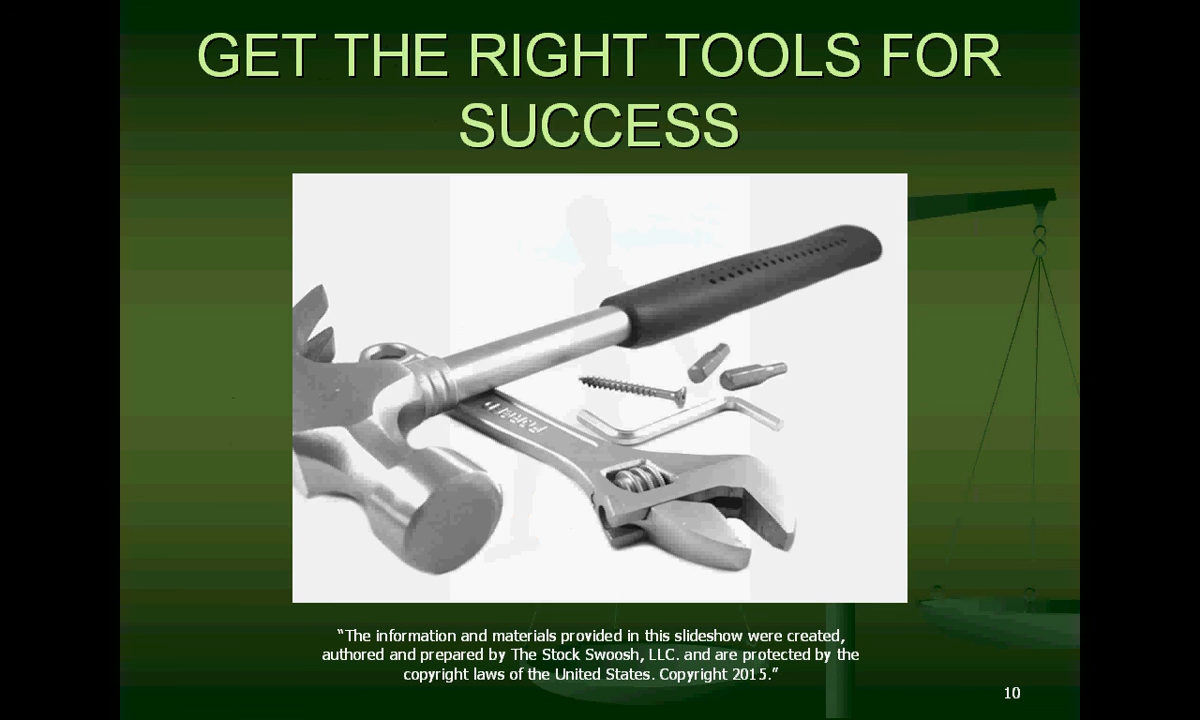 GET THE RIGHT TOOLS FOR
SUCCESS
“The information and materials provided in this slideshow were created,
authored and prepared by The Stock Swoosh, LLC. and are protected by the
copyright laws of the United States. Copyright 2015.”
10